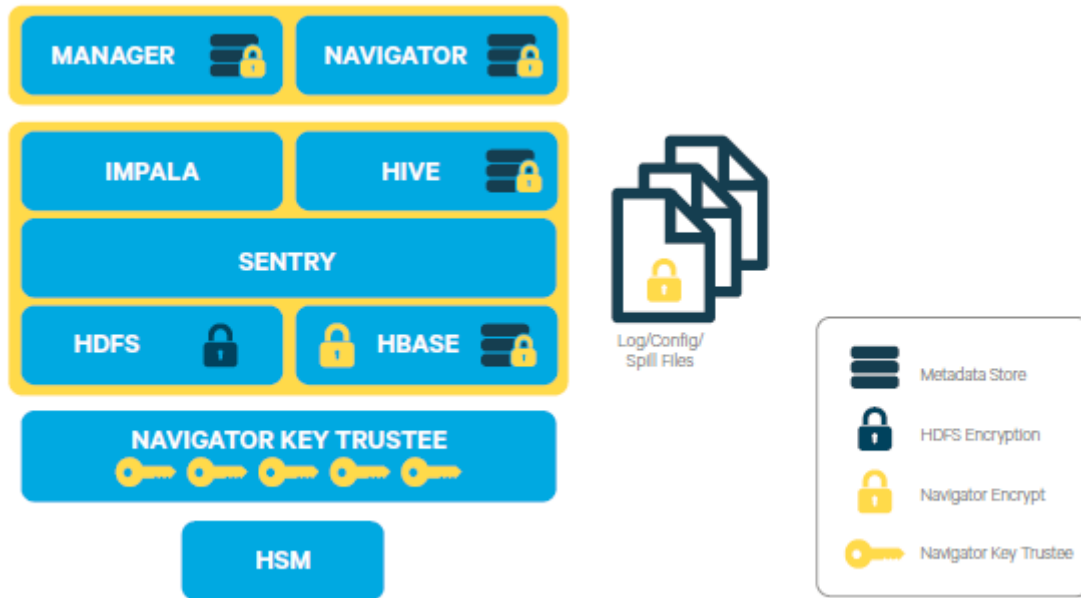 MANAGER
NAVIGATOR
IMPALA
HIVE
SENTRY
HDFS
HBASE
NAVIGATOR KEY TRUSTEE
HSM
Log/Config/
Spill Files
Metadata Store
HDFS Encryption
Navigator Encrypt
Navigator Key Trustee